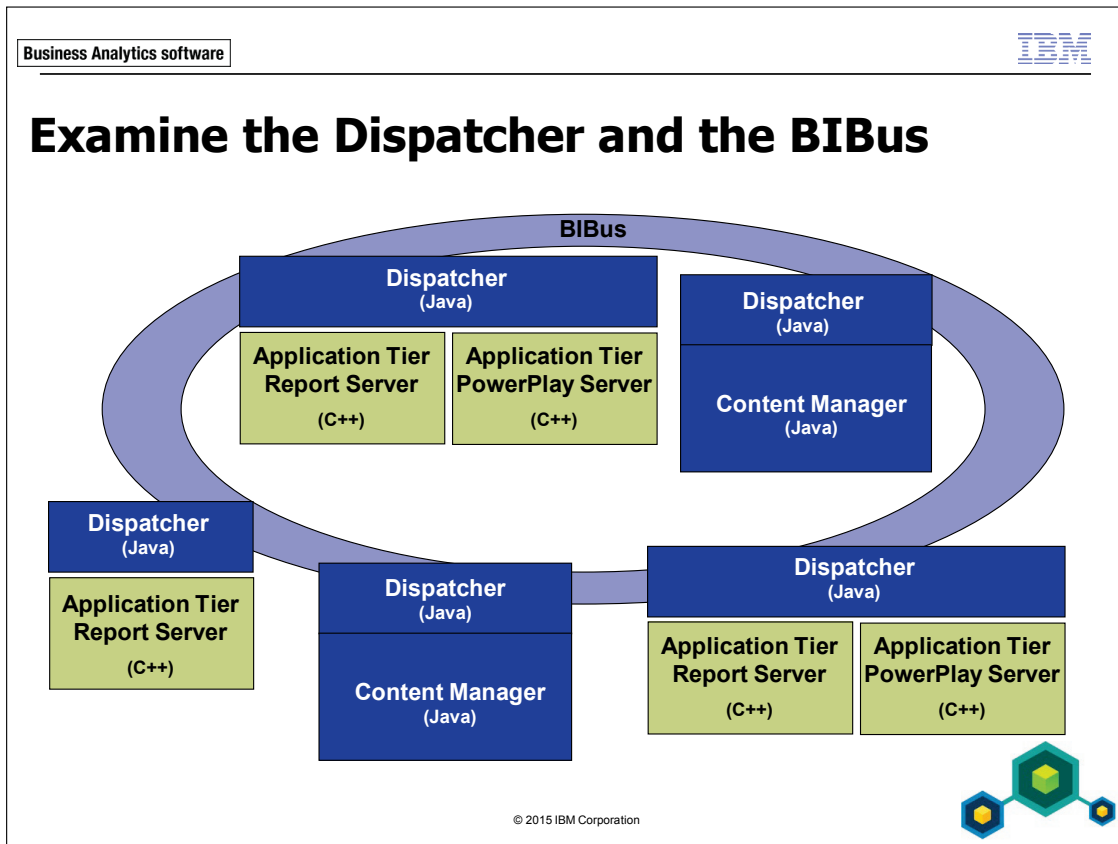 Business Analytics software
IBM
Examine the Dispatcher and the BIBus
BIBus
Dispatcher
(Java)
Application Tier
Report Server
(C++)
Application Tier
PowerPlay Server
(C++)
Dispatcher
(Java)
Content Manager
(Java)
Dispatcher
(Java)
Application Tier
Report Server
(C++)
Dispatcher
(Java)
Content Manager
(Java)
Dispatcher
(Java)
Application Tier
Report Server
(C++)
Application Tier
PowerPlay Server
(C++)
© 2015 IBM Corporation